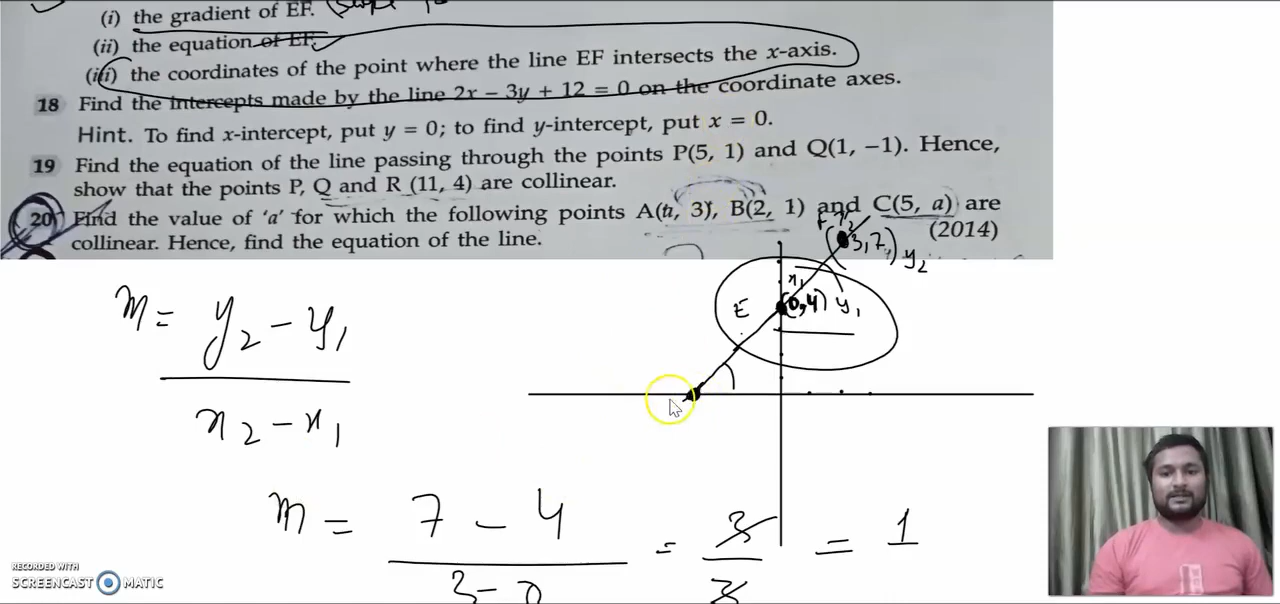 (i) the gradient of EF. (slope
(ii) the equation of EF.
(iii) the coordinates of the point where the line EF intersects the x-axis.
18 Find the intercepts made by the line 2x − 3y + 12 = 0 on the coordinate axes.
Hint. To find x-intercept, put y = 0; to find y-intercept, put x = 0.
19 Find the equation of the line passing through the points P(5, 1) and Q(1, −1). Hence,
show that the points P, Q and R (11, 4) are collinear.
20 Find the value of 'a' for which the following points A(a, 3), B(2, 1) and C(5, a) are
collinear. Hence, find the equation of the line. (2014)
F x2
(3,7) y2
x1
E (0,4) y1
m = y2 − y1
x2 − x1
m = 7 − 4 = 3 = 1
3 − 0 3
RECORDED WITH
SCREENCAST MATIC